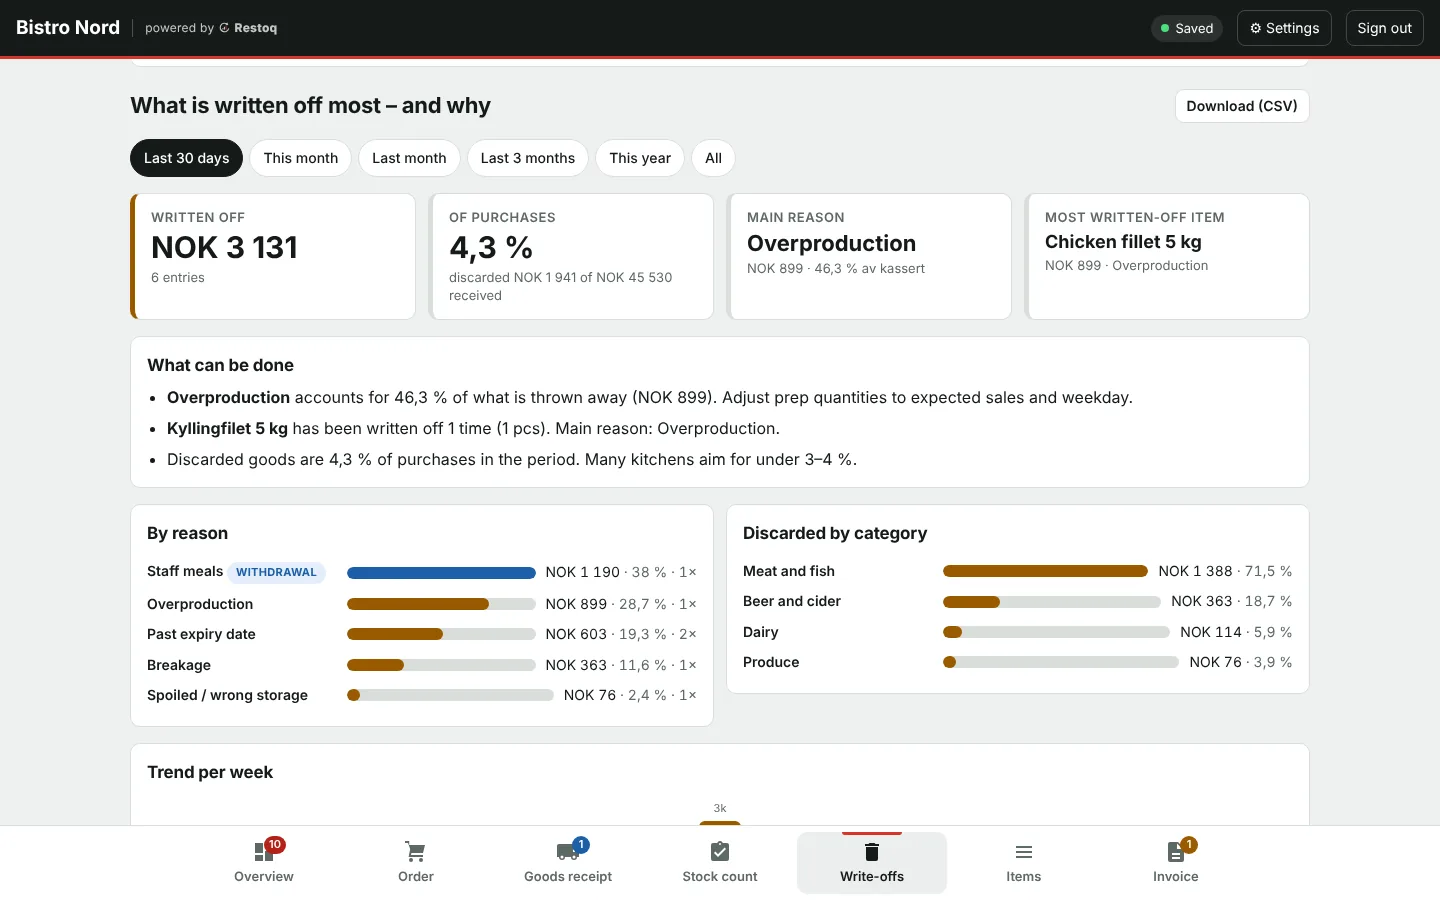 Bistro Nord
powered by Restoq
Saved
⚙ Settings
Sign out
What is written off most – and why
Download (CSV)
Last 30 days
This month
Last month
Last 3 months
This year
All
WRITTEN OFF
NOK 3 131
6 entries
OF PURCHASES
4,3 %
discarded NOK 1 941 of NOK 45 530
received
MAIN REASON
Overproduction
NOK 899 · 46,3 % av kassert
MOST WRITTEN-OFF ITEM
Chicken fillet 5 kg
NOK 899 · Overproduction
What can be done
• Overproduction accounts for 46,3 % of what is thrown away (NOK 899). Adjust prep quantities to expected sales and weekday.
• Kyllingfilet 5 kg has been written off 1 time (1 pcs). Main reason: Overproduction.
• Discarded goods are 4,3 % of purchases in the period. Many kitchens aim for under 3–4 %.
By reason
Staff meals WITHDRAWAL NOK 1 190 · 38 % · 1×
Overproduction NOK 899 · 28,7 % · 1×
Past expiry date NOK 603 · 19,3 % · 2×
Breakage NOK 363 · 11,6 % · 1×
Spoiled / wrong storage NOK 76 · 2,4 % · 1×
Discarded by category
Meat and fish NOK 1 388 · 71,5 %
Beer and cider NOK 363 · 18,7 %
Dairy NOK 114 · 5,9 %
Produce NOK 76 · 3,9 %
Trend per week
3k
10
Overview
Order
1
Goods receipt
Stock count
Write-offs
Items
1
Invoice